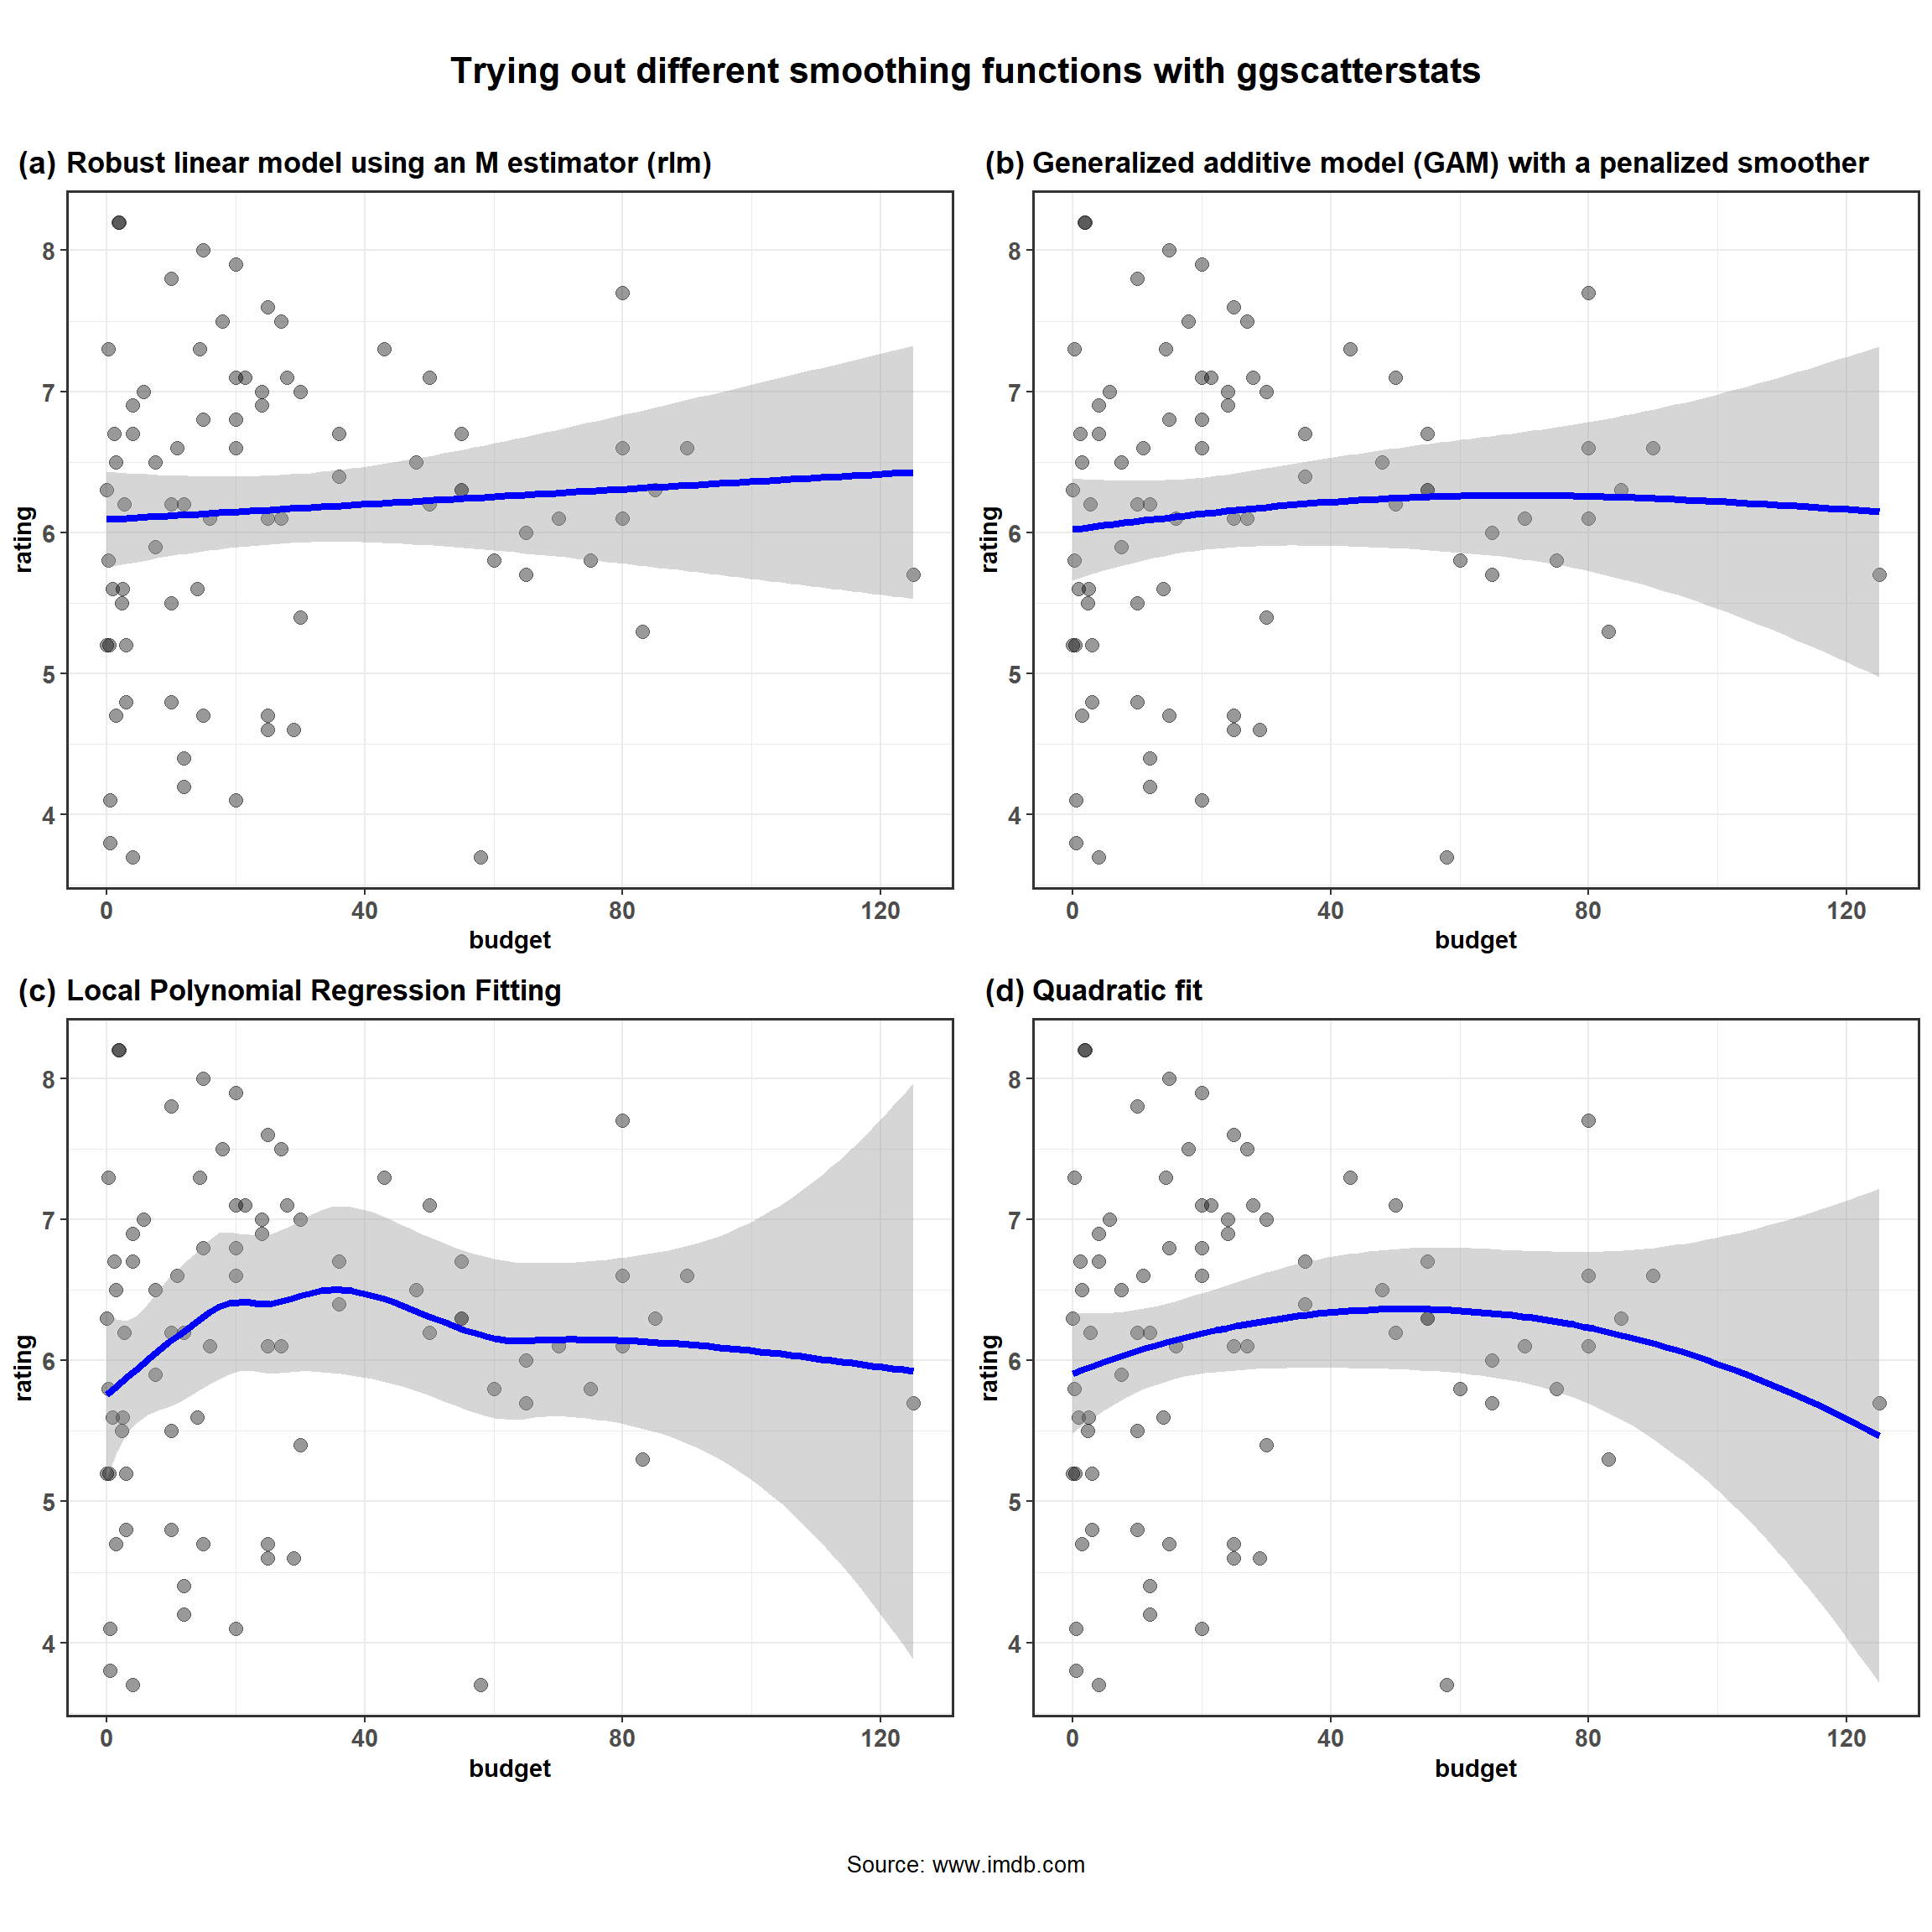 Trying out different smoothing functions with ggscatterstats
(a) Robust linear model using an M estimator (rlm)
8
7
6
5
4
rating
0 40 80 120
budget
(b) Generalized additive model (GAM) with a penalized smoother
8
7
6
5
4
rating
0 40 80 120
budget
(c) Local Polynomial Regression Fitting
8
7
6
5
4
rating
0 40 80 120
budget
(d) Quadratic fit
8
7
6
5
4
rating
0 40 80 120
budget
Source: www.imdb.com